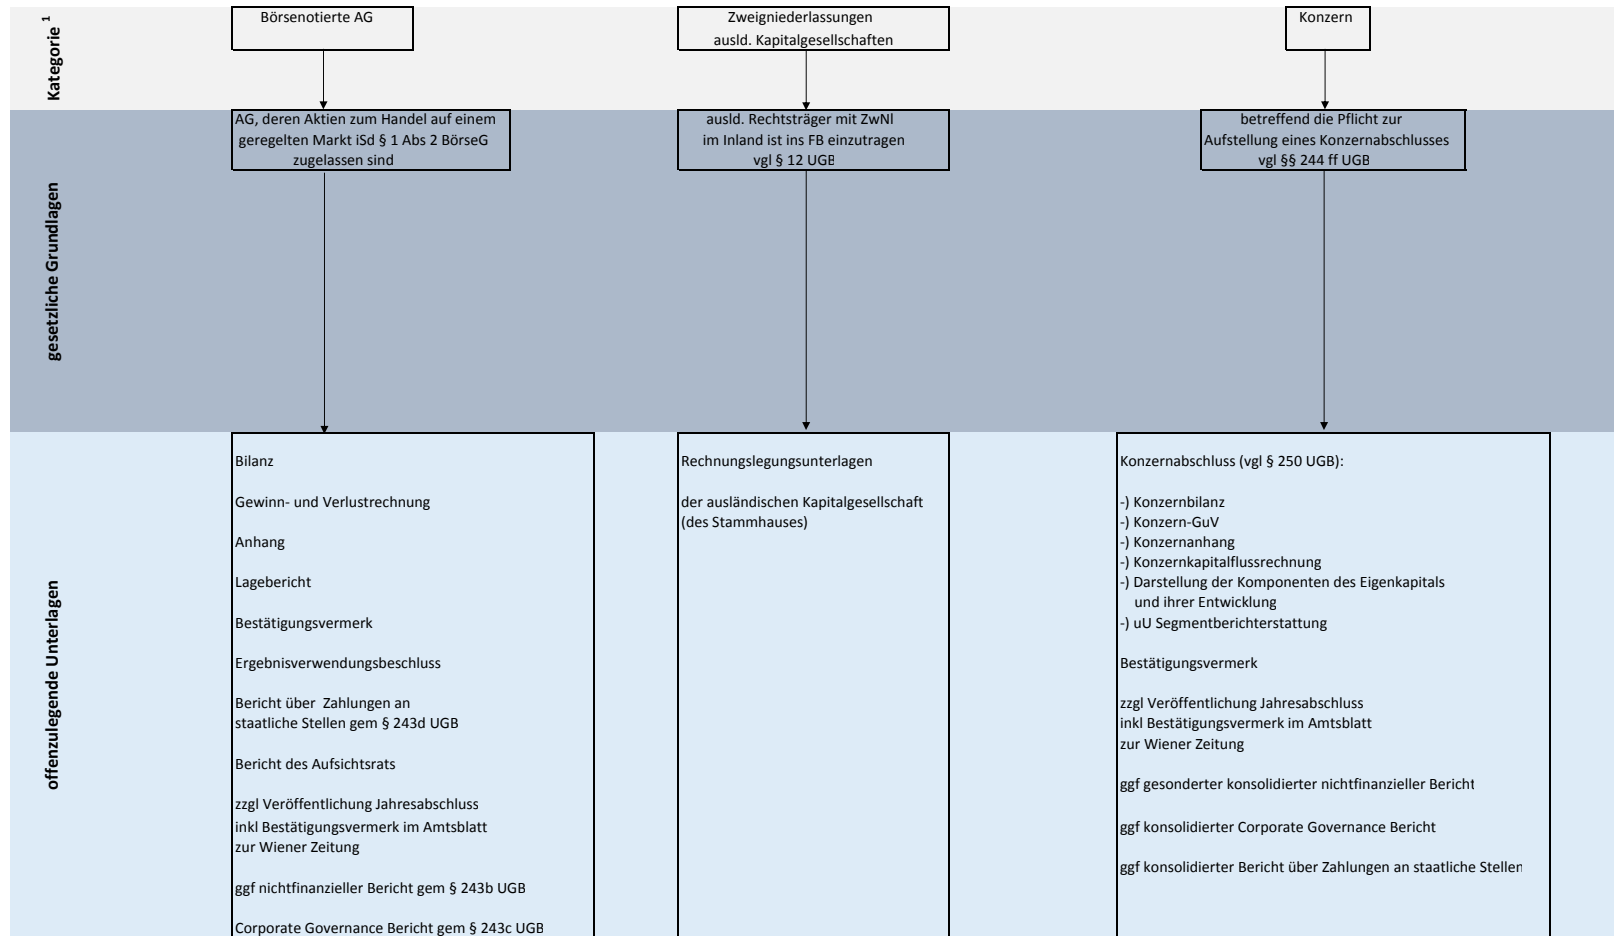 Kategorie 1
Börsenotierte AG
Zweigniederlassungen
ausld. Kapitalgesellschaften
Konzern
gesetzliche Grundlagen
AG, deren Aktien zum Handel auf einem
geregelten Markt iSd § 1 Abs 2 BörseG
zugelassen sind
ausld. Rechtsträger mit ZwNl
im Inland ist ins FB einzutragen
vgl § 12 UGB
betreffend die Pflicht zur
Aufstellung eines Konzernabschlusses
vgl §§ 244 ff UGB
offenzulegende Unterlagen
Bilanz
Gewinn- und Verlustrechnung
Anhang
Lagebericht
Bestätigungsvermerk
Ergebnisverwendungsbeschluss
Bericht über Zahlungen an
staatliche Stellen gem § 243d UGB
Bericht des Aufsichtsrats
zzgl Veröffentlichung Jahresabschluss
inkl Bestätigungsvermerk im Amtsblatt
zur Wiener Zeitung
ggf nichtfinanzieller Bericht gem § 243b UGB
Corporate Governance Bericht gem § 243c UGB
Rechnungslegungsunterlagen
der ausländischen Kapitalgesellschaft
(des Stammhauses)
Konzernabschluss (vgl § 250 UGB):
-) Konzernbilanz
-) Konzern-GuV
-) Konzernanhang
-) Konzernkapitalflussrechnung
-) Darstellung der Komponenten des Eigenkapitals
und ihrer Entwicklung
-) uU Segmentberichterstattung
Bestätigungsvermerk
zzgl Veröffentlichung Jahresabschluss
inkl Bestätigungsvermerk im Amtsblatt
zur Wiener Zeitung
ggf gesonderter konsolidierter nichtfinanzieller Bericht
ggf konsolidierter Corporate Governance Bericht
ggf konsolidierter Bericht über Zahlungen an staatliche Stellen